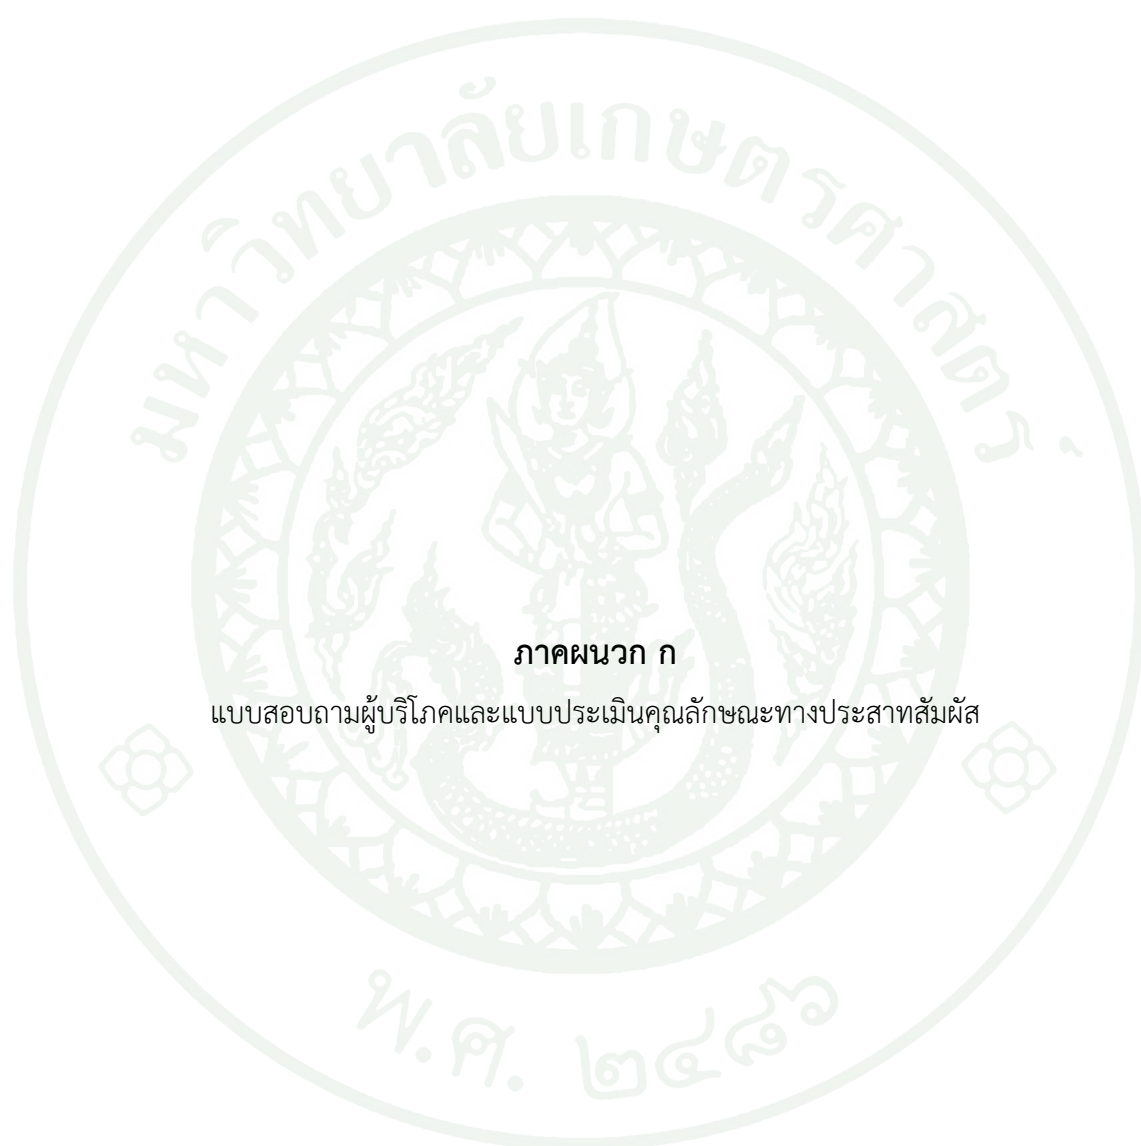 มหาวิทยาลัยเกษตรศาสตร์
ภาคผนวก ก
แบบสอบถามผู้บริโภคและแบบประเมินคุณลักษณะทางประสาทสัมผัส
พ.ศ. ๒๔๘๖